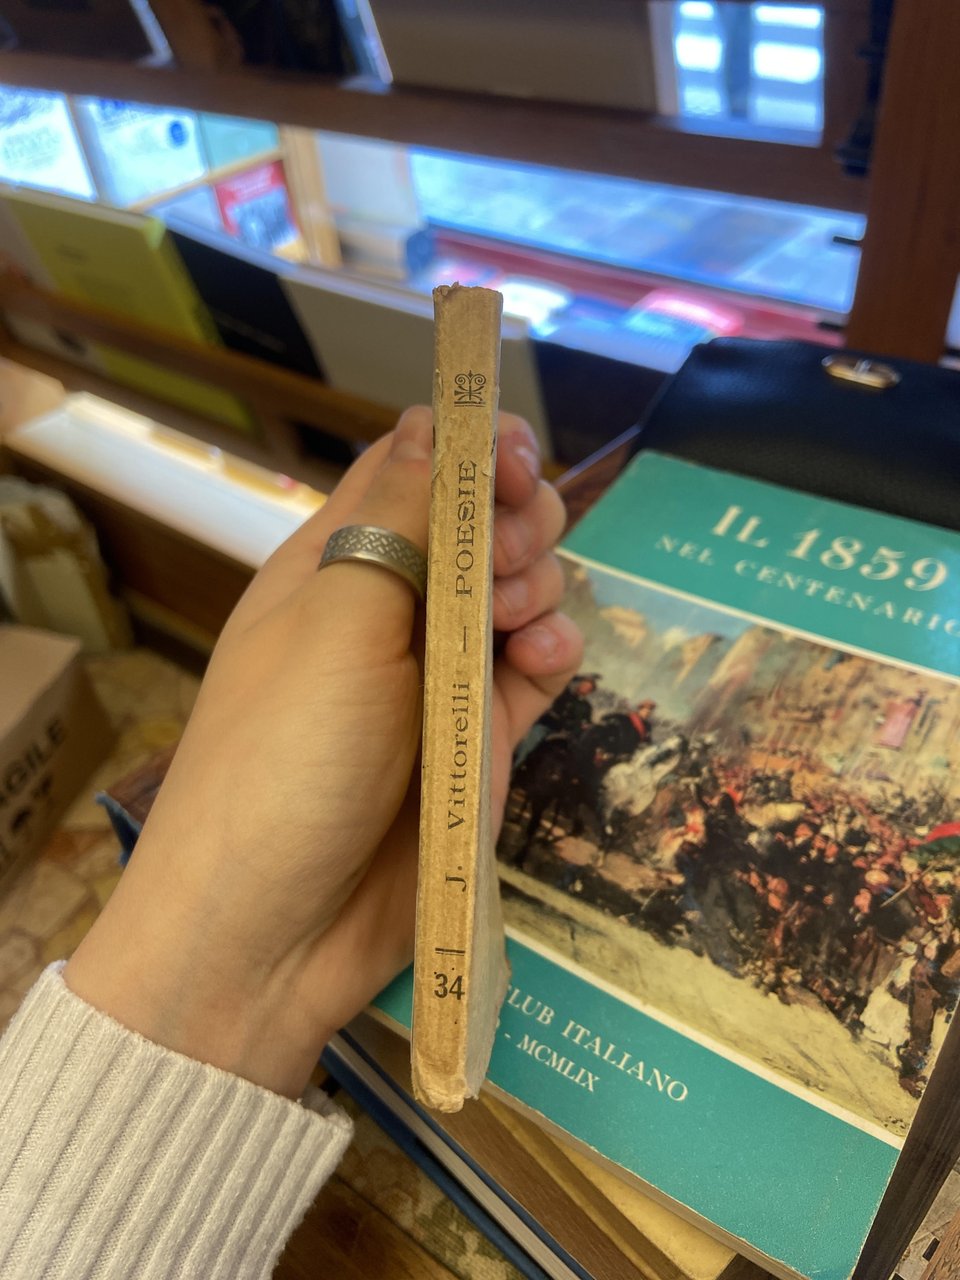 34
J. Vittorelli — POESIE
IL 1859
NEL CENTENARIO
CLUB ITALIANO
- MCMLIX